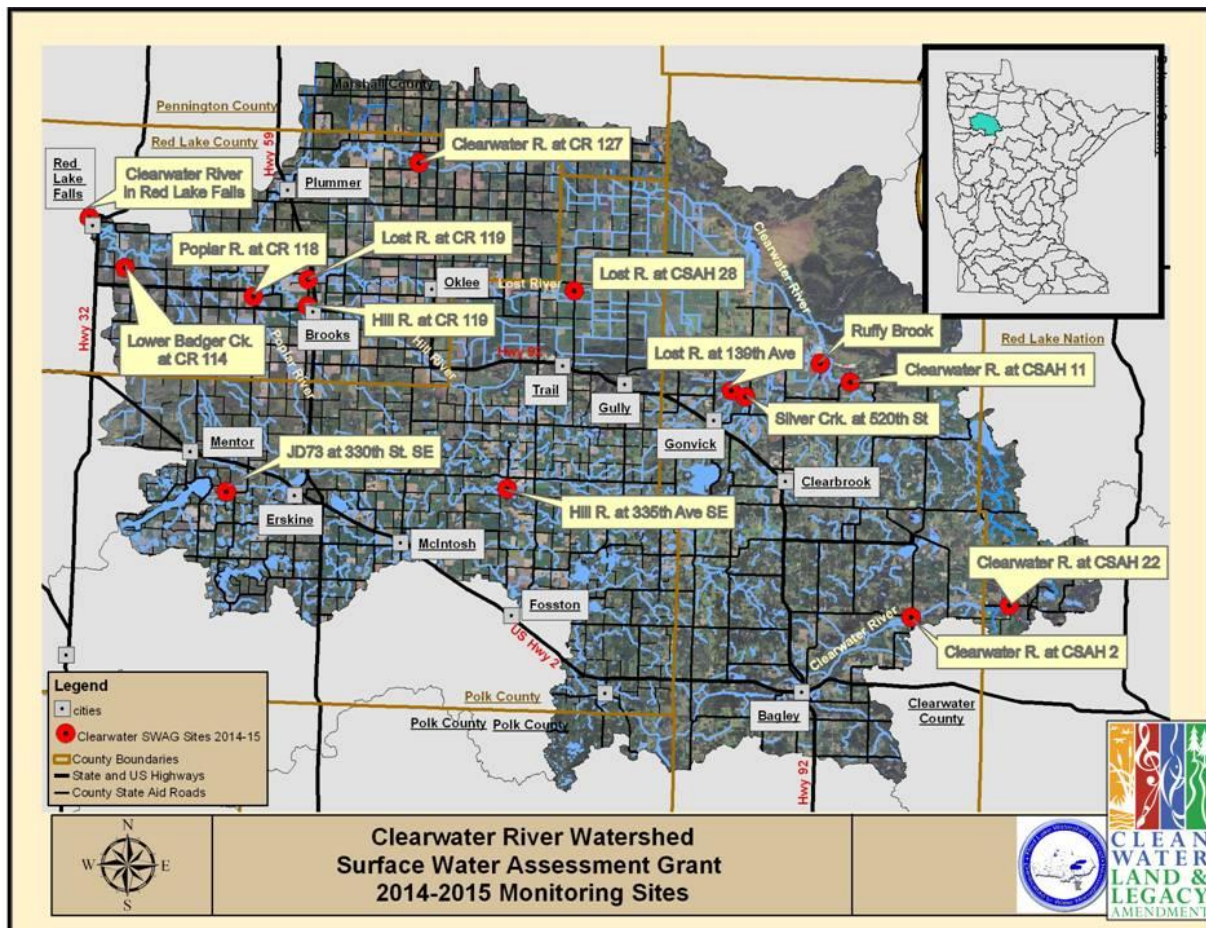 Marshall County
Pennington County
Red Lake County
Hwy 59
Clearwater R. at CR 127
Red
Lake
Falls
Clearwater River
in Red Lake Falls
Plummer
Poplar R. at CR 118
Lost R. at CR 119
Oklee
Lost River
Lost R. at CSAH 28
Clearwater River
Hwy 32
Lower Badger Ck.
at CR 114
Poplar River
Brooks
Hill R. at CR 119
Hill River
Lost R. at 139th Ave
Ruffy Brook
Red Lake Nation
Clearwater R. at CSAH 11
Trail
Gully
Silver Crk. at 520th St
Gonvick
Mentor
JD73 at 330th St. SE
Clearbrook
Erskine
Hill R. at 335th Ave SE
McIntosh
Clearwater R. at CSAH 22
Fosston
US Hwy 2
Clearwater River
Clearwater R. at CSAH 2
Polk County
Polk County Polk County
Bagley
Clearwater
County
Hwy 92
Legend
cities
Clearwater SWAG Sites 2014-15
County Boundaries
State and US Highways
County State Aid Roads
N
W E
S
Clearwater River Watershed
Surface Water Assessment Grant
2014-2015 Monitoring Sites
CLEAN
WATER
LAND &
LEGACY
AMENDMENT